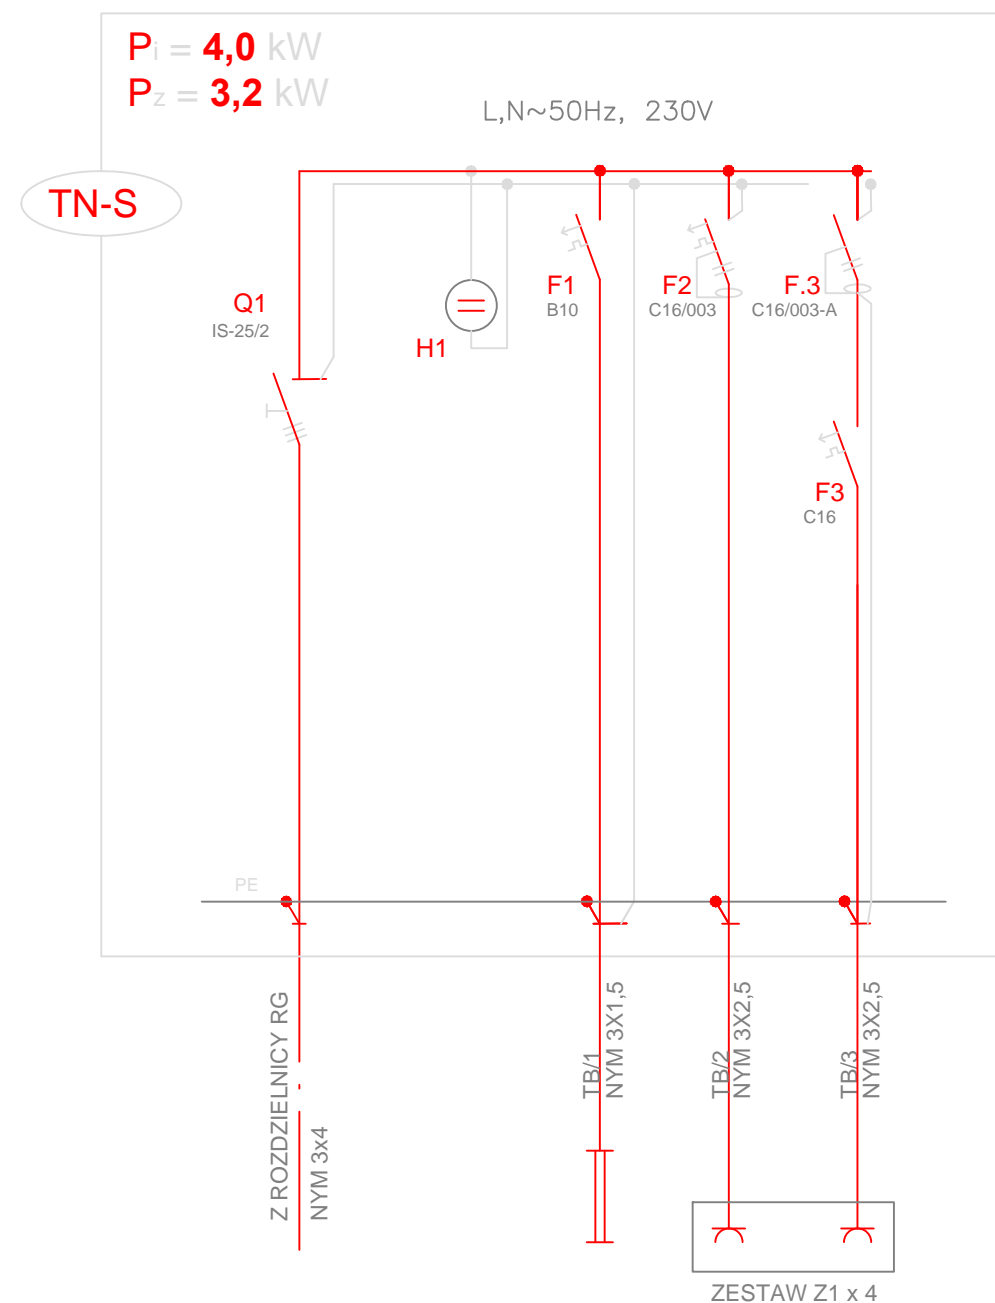 Pi = 4,0 kW
Pz = 3,2 kW
L,N~50Hz, 230V
TN-S
Q1
IS-25/2
H1
F1
B10
F2
C16/003
F.3
C16/003-A
F3
C16
PE
Z ROZDZIELNICY RG
NYM 3x4
TB/1
NYM 3X1,5
TB/2
NYM 3X2,5
TB/3
NYM 3X2,5
ZESTAW Z1 x 4